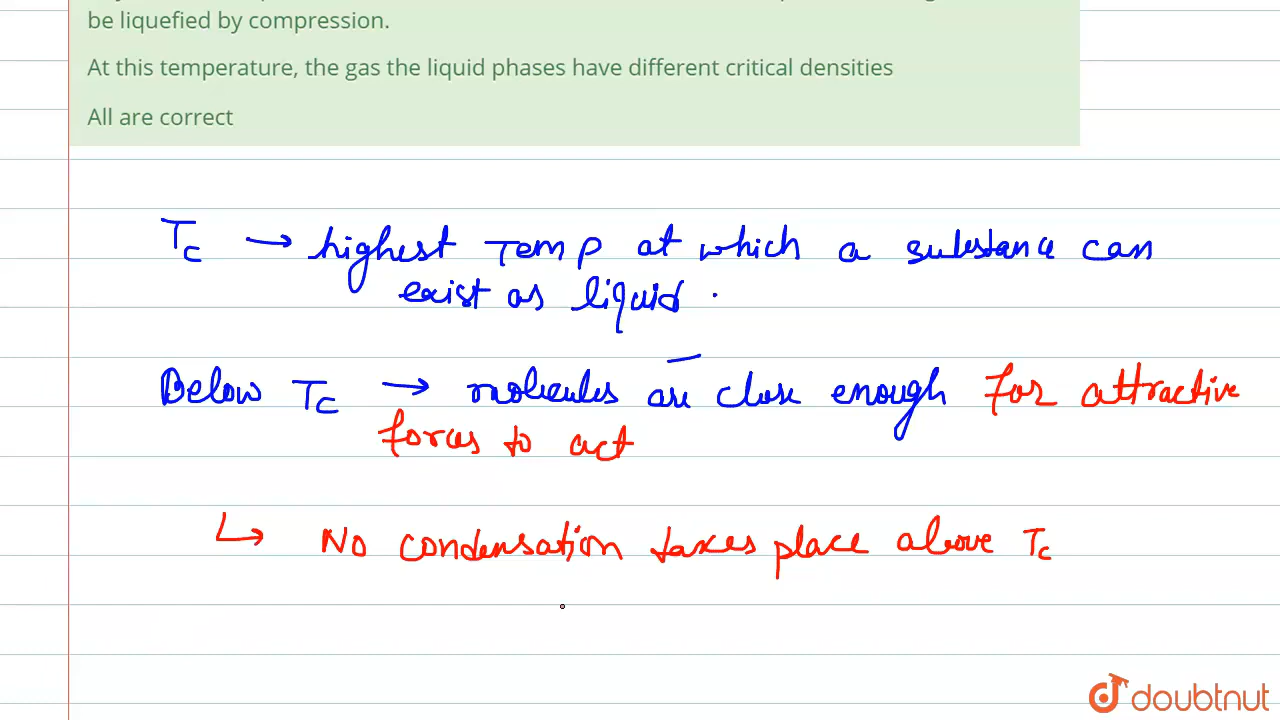 be liquefied by compression.
At this temperature, the gas the liquid phases have different critical densities
All are correct
Tc → highest Temp at which a substance can
exist as liquid.
Below Tc → molecules are close enough for attractive
forces to act
↳ No condensation takes place above Tc
doubtnut